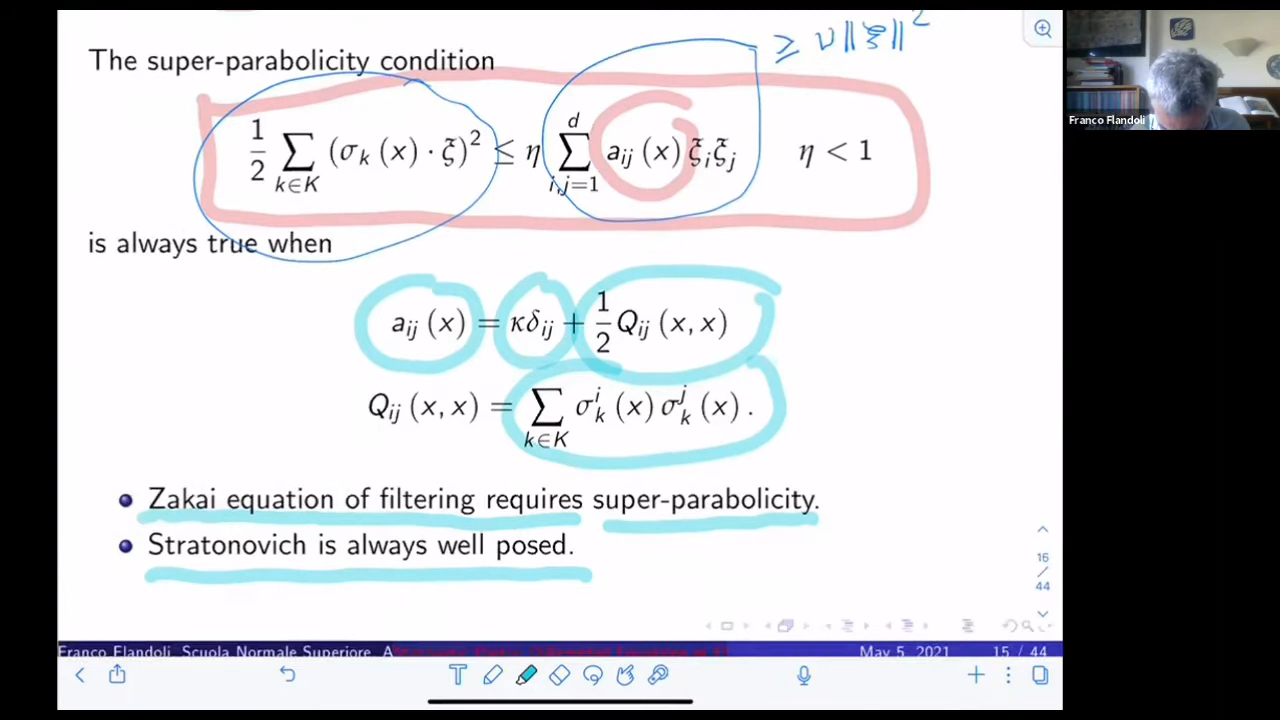 ≥ ν‖ξ‖²
The super-parabolicity condition
1/2 ∑_{k∈K} (σ_k (x) · ξ)² ≤ η ∑_{i,j=1}^{d} a_{ij} (x) ξ_i ξ_j    η < 1
is always true when
a_{ij} (x) = κδ_{ij} + 1/2 Q_{ij} (x, x)
Q_{ij} (x, x) = ∑_{k∈K} σ_k^i (x) σ_k^j (x) .
Zakai equation of filtering requires super-parabolicity.
Stratonovich is always well posed.
16
/
44
Franco Flandoli, Scuola Normale Superiore, May 5, 2021 15 / 44
Franco Flandoli